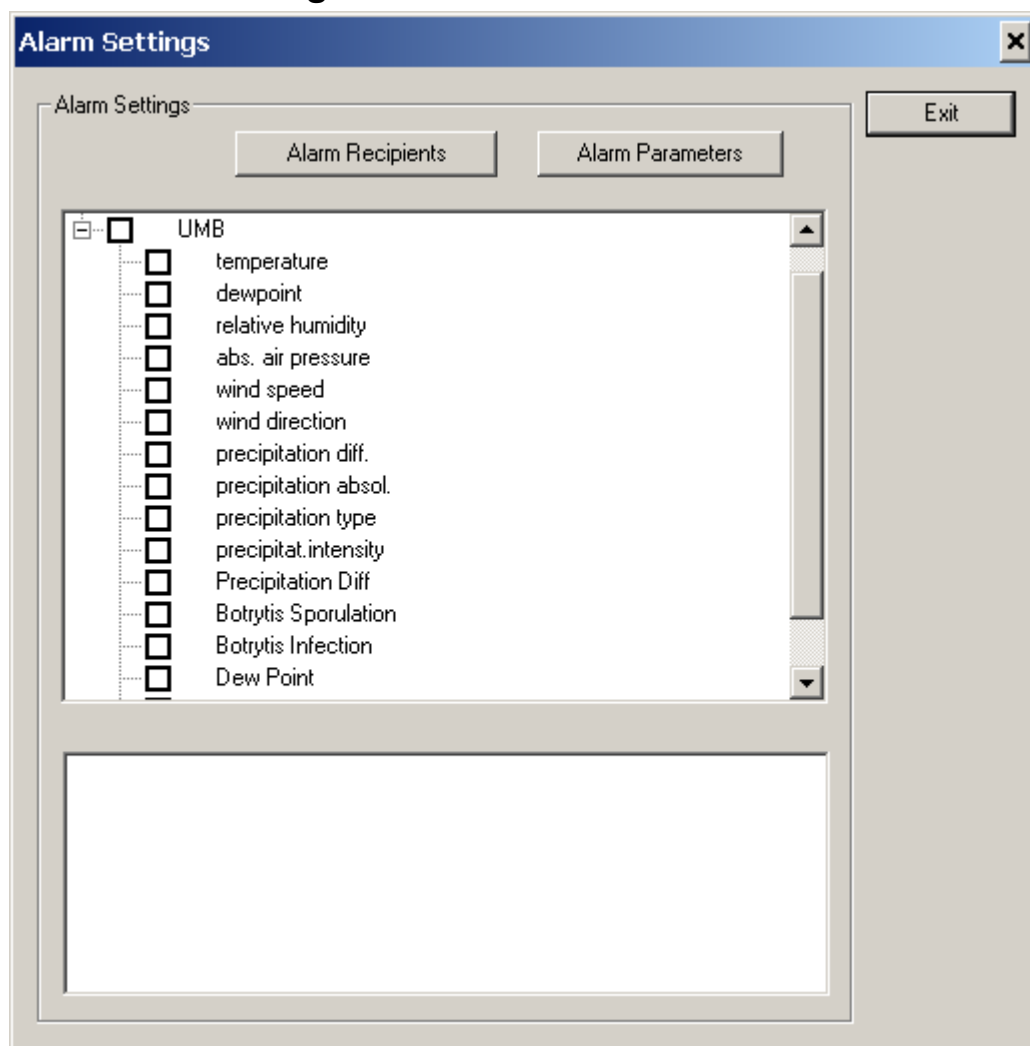 Alarm Settings
Alarm Settings
Exit
Alarm Recipients
Alarm Parameters
UMB
temperature
dewpoint
relative humidity
abs. air pressure
wind speed
wind direction
precipitation diff.
precipitation absol.
precipitation type
precipitat.intensity
Precipitation Diff
Botrytis Sporulation
Botrytis Infection
Dew Point